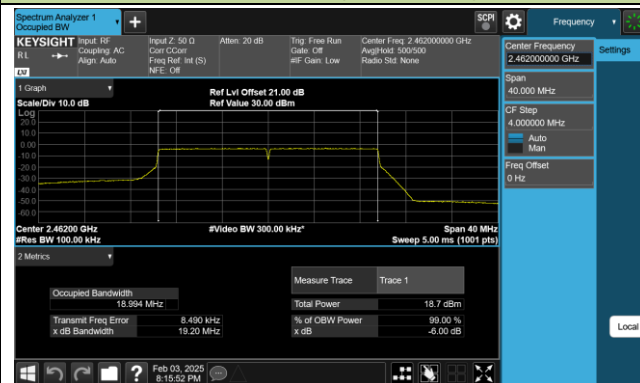 Spectrum Analyzer 1
Occupied BW
SCPI
Frequency
KEYSIGHT
R L
LXI
Input: RF
Coupling: AC
Align: Auto
Input Z: 50 Ω
Corr CCorr
Freq Ref: Int (S)
NFE: Off
Atten: 20 dB
Trig: Free Run
Gate: Off
#IF Gain: Low
Center Freq: 2.462000000 GHz
Avg|Hold: 500/500
Radio Std: None
Center Frequency
2.462000000 GHz
Settings
Span
40.000 MHz
CF Step
4.000000 MHz
Auto
Man
Freq Offset
0 Hz
Local
1 Graph
Scale/Div 10.0 dB
Ref Lvl Offset 21.00 dB
Ref Value 30.00 dBm
Log
20.0
10.0
0.00
-10.0
-20.0
-30.0
-40.0
-50.0
-60.0
Center 2.46200 GHz
#Res BW 100.00 kHz
#Video BW 300.00 kHz*
Span 40 MHz
Sweep 5.00 ms (1001 pts)
2 Metrics
Measure Trace Trace 1
Occupied Bandwidth
18.994 MHz
Total Power 18.7 dBm
Transmit Freq Error 8.490 kHz
% of OBW Power 99.00 %
x dB Bandwidth 19.20 MHz
x dB -6.00 dB
?
Feb 03, 2025
8:15:52 PM